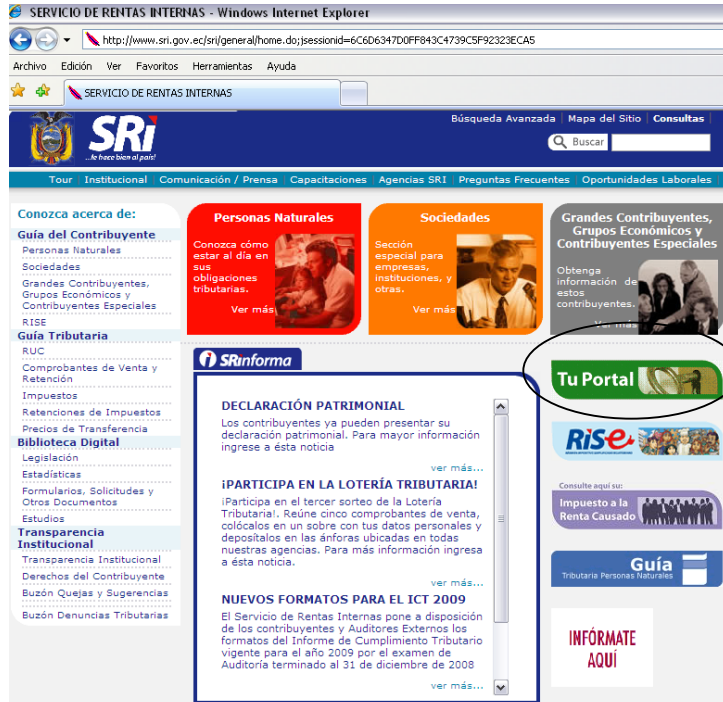 SERVICIO DE RENTAS INTERNAS - Windows Internet Explorer
http://www.sri.gov.ec/sri/general/home.do;jsessionid=6C6D6347D0FF843C4739C5F92323ECA5
Archivo Edición Ver Favoritos Herramientas Ayuda
SERVICIO DE RENTAS INTERNAS
Búsqueda Avanzada | Mapa del Sitio | Consultas |
SRi
...le hace bien al país!
Buscar
Tour | Institucional | Comunicación / Prensa | Capacitaciones | Agencias SRI | Preguntas Frecuentes | Oportunidades Laborales |
Conozca acerca de:
Guía del Contribuyente
Personas Naturales
Sociedades
Grandes Contribuyentes,
Grupos Económicos y
Contribuyentes Especiales
RISE
Guía Tributaria
RUC
Comprobantes de Venta y
Retención
Impuestos
Retenciones de Impuestos
Precios de Transferencia
Biblioteca Digital
Legislación
Estadísticas
Formularios, Solicitudes y
Otros Documentos
Estudios
Transparencia
Institucional
Transparencia Institucional
Derechos del Contribuyente
Buzón Quejas y Sugerencias
Buzón Denuncias Tributarias
Personas Naturales
Conozca cómo
estar al día en
sus
obligaciones
tributarias.
Ver más
Sociedades
Sección
especial para
empresas,
instituciones, y
otras.
Ver más
Grandes Contribuyentes,
Grupos Económicos y
Contribuyentes Especiales
Obtenga
información de
estos
contribuyentes.
Ver más
i SRinforma
DECLARACIÓN PATRIMONIAL
Los contribuyentes ya pueden presentar su
declaración patrimonial. Para mayor información
ingrese a ésta noticia
ver más...
¡PARTICIPA EN LA LOTERÍA TRIBUTARIA!
¡Participa en el tercer sorteo de la Lotería
Tributaria!. Reúne cinco comprobantes de venta,
colócalos en un sobre con tus datos personales y
deposítalos en las ánforas ubicadas en todas
nuestras agencias. Para más información ingresa
a ésta noticia.
ver más...
NUEVOS FORMATOS PARA EL ICT 2009
El Servicio de Rentas Internas pone a disposición
de los contribuyentes y Auditores Externos los
formatos del Informe de Cumplimiento Tributario
vigente para el año 2009 por el examen de
Auditoría terminado al 31 de diciembre de 2008
ver más...
Tu Portal
RISE
Consulte aquí su:
Impuesto a la
Renta Causado
Guía
Tributaria Personas Naturales
INFÓRMATE
AQUÍ